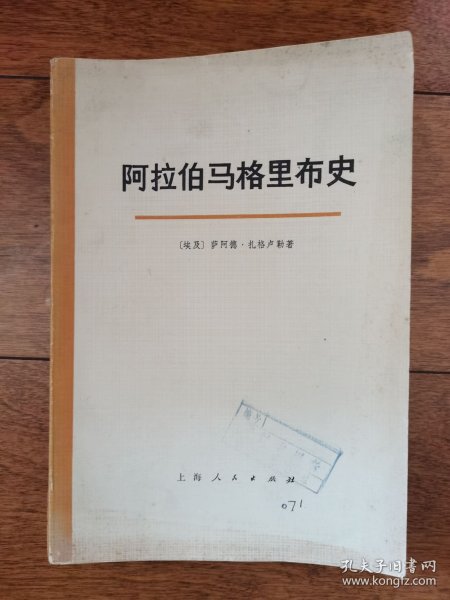 阿拉伯马格里布史
〔埃及〕萨阿德·扎格卢勒著
上海人民出版社
071
孔夫子旧书网
www.kongfz.com